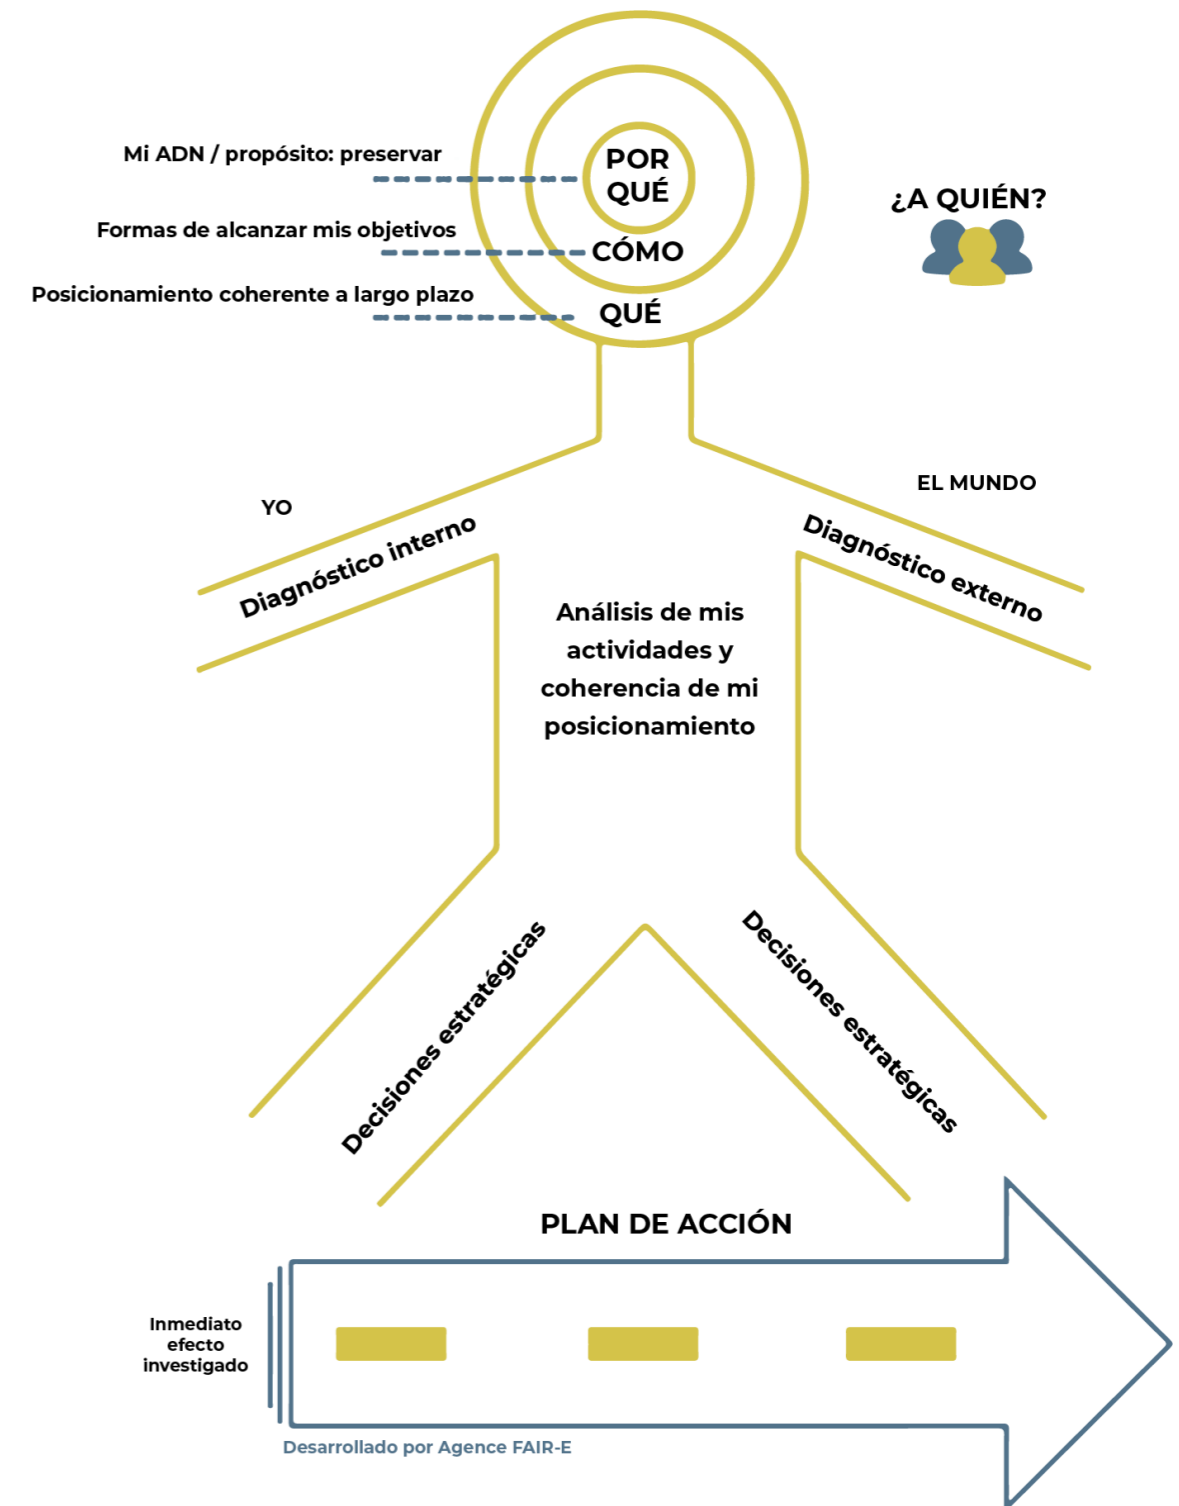 Mi ADN / propósito: preservar
POR
QUÉ
¿A QUIÉN?
Formas de alcanzar mis objetivos
CÓMO
Posicionamiento coherente a largo plazo
QUÉ
YO
EL MUNDO
Diagnóstico interno
Diagnóstico externo
Análisis de mis
actividades y
coherencia de mi
posicionamiento
Decisiones estratégicas
Decisiones estratégicas
PLAN DE ACCIÓN
Inmediato
efecto
investigado
Desarrollado por Agence FAIR-E